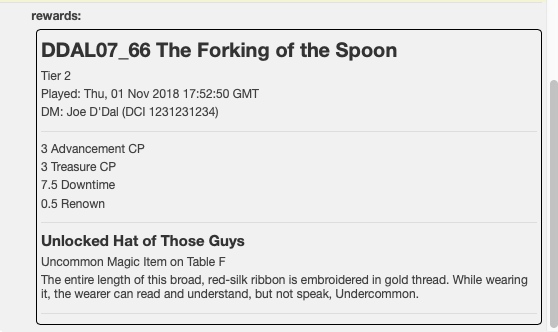 rewards:
DDAL07_66 The Forking of the Spoon
Tier 2
Played: Thu, 01 Nov 2018 17:52:50 GMT
DM: Joe D'Dal (DCI 1231231234)
3 Advancement CP
3 Treasure CP
7.5 Downtime
0.5 Renown
Unlocked Hat of Those Guys
Uncommon Magic Item on Table F
The entire length of this broad, red-silk ribbon is embroidered in gold thread. While wearing
it, the wearer can read and understand, but not speak, Undercommon.